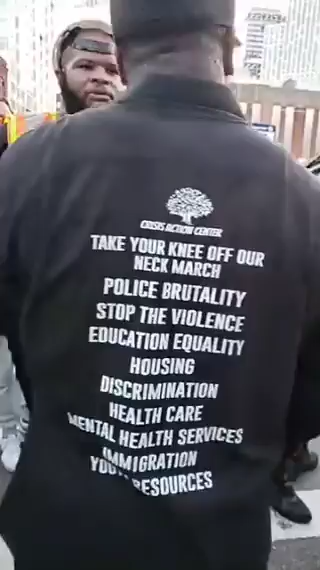 CRISIS ACTION CENTER
TAKE YOUR KNEE OFF OUR
NECK MARCH
POLICE BRUTALITY
STOP THE VIOLENCE
EDUCATION EQUALITY
HOUSING
DISCRIMINATION
HEALTH CARE
MENTAL HEALTH SERVICES
IMMIGRATION
RESOURCES